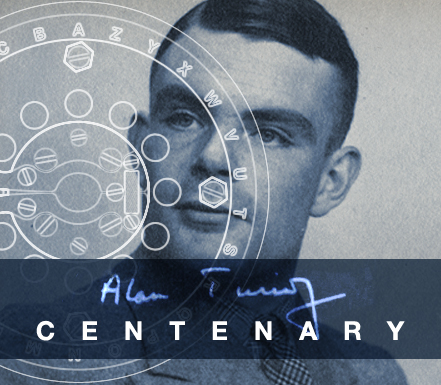 C B A Z Y X W V U T S
Alan Turing
CENTENARY